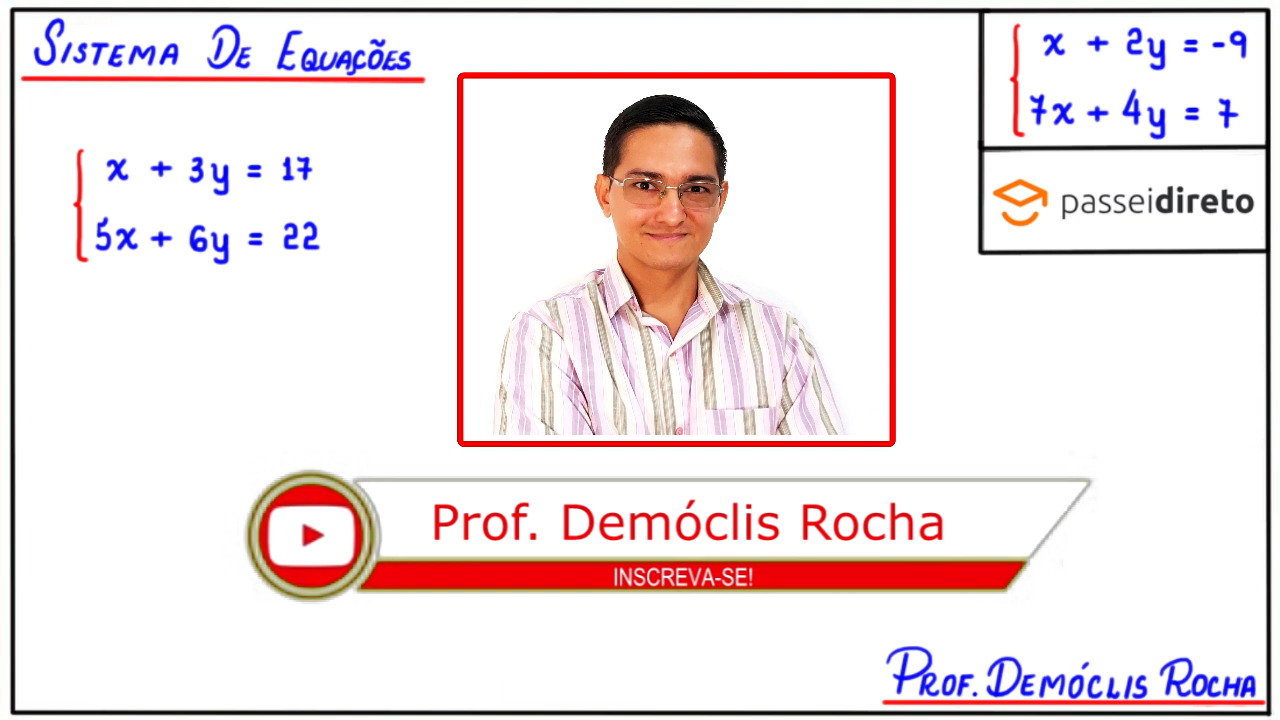 SISTEMA DE EQUAÇÕES
x + 3y = 17
5x + 6y = 22
x + 2y = -9
7x + 4y = 7
passeidireto
Prof. Demóclis Rocha
INSCREVA-SE!
PROF. DEMÓCLIS ROCHA